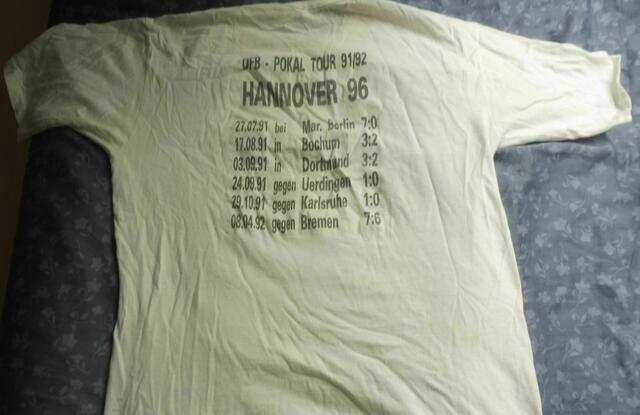 DFB - POKAL TOUR 91/92
HANNOVER 96
27.07.91 bei Mar. Berlin 7:0
17.08.91 in Bochum 3:2
03.09.91 in Dortmund 3:2
24.09.91 gegen Uerdingen 1:0
29.10.91 gegen Karlsruhe 1:0
08.04.92 gegen Bremen 7:6